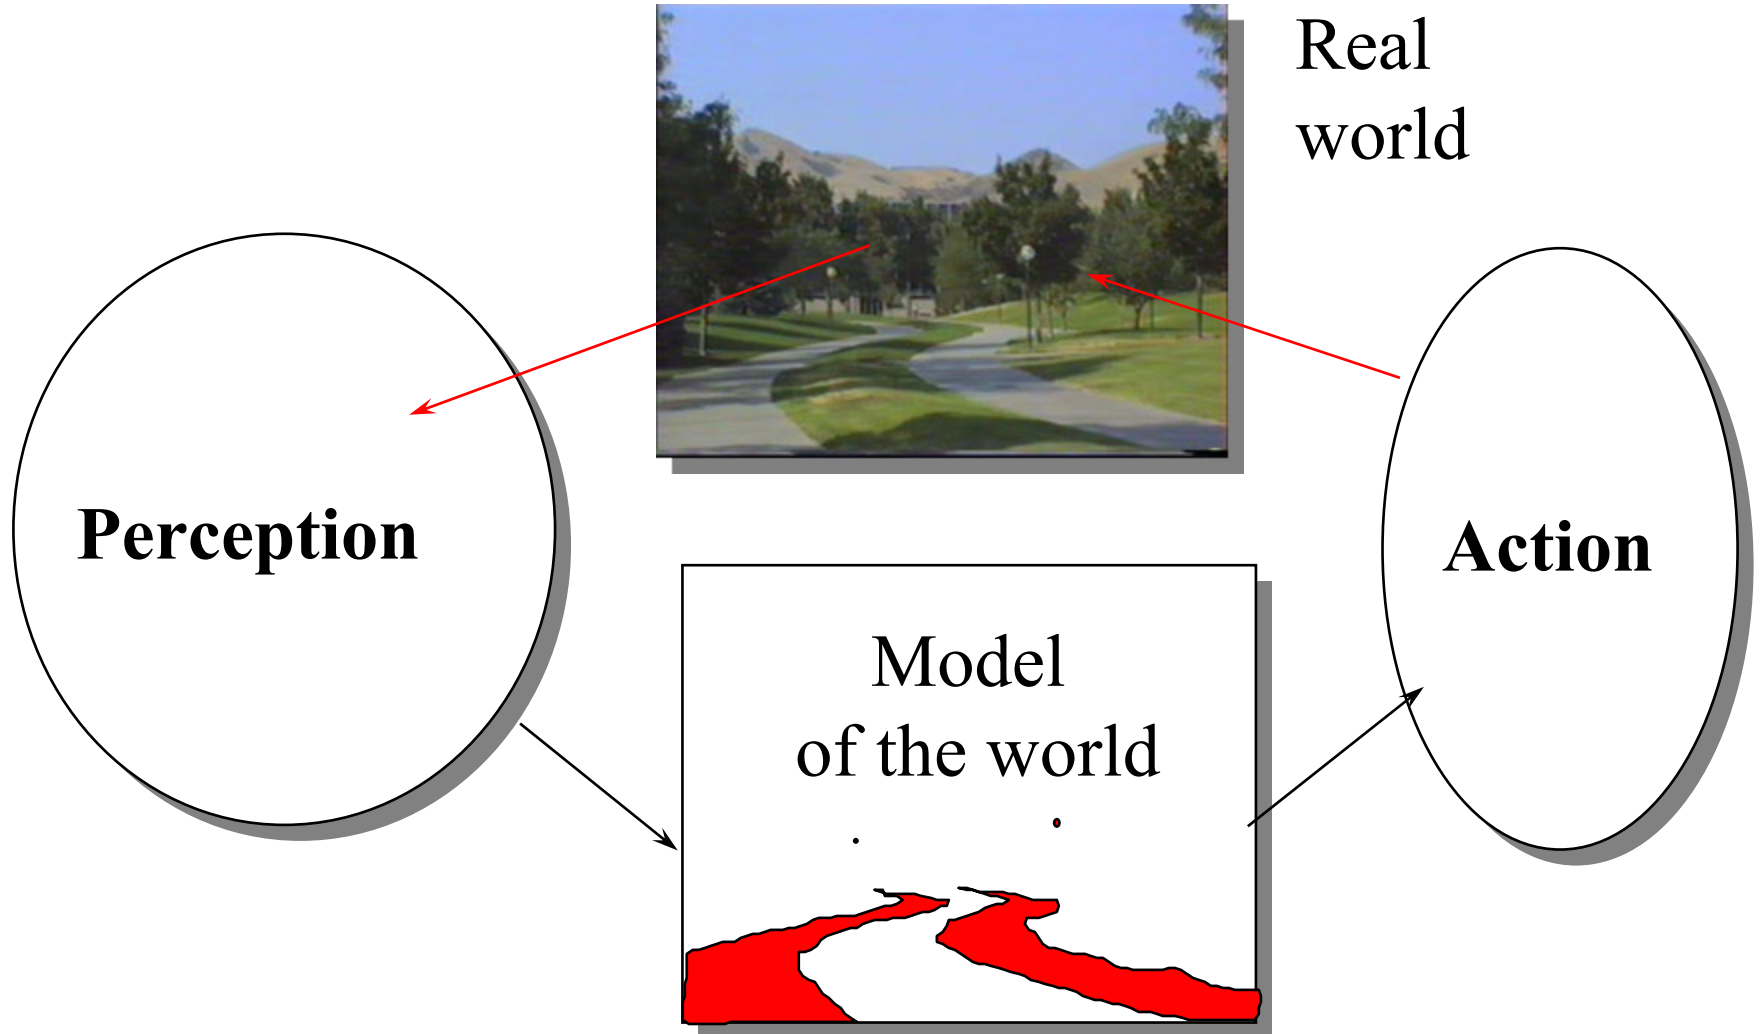 Real
world
Perception
Action
Model
of the world